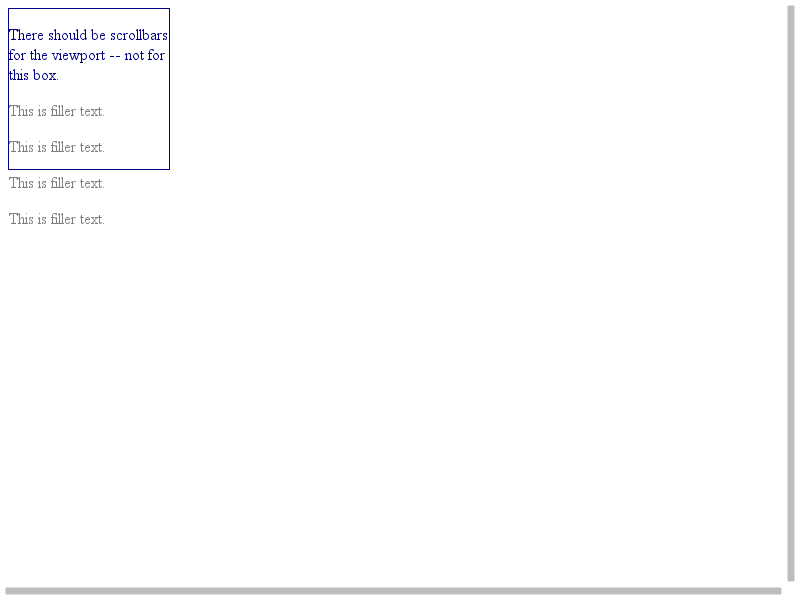 There should be scrollbars
for the viewport -- not for
this box.
This is filler text.
This is filler text.
This is filler text.
This is filler text.